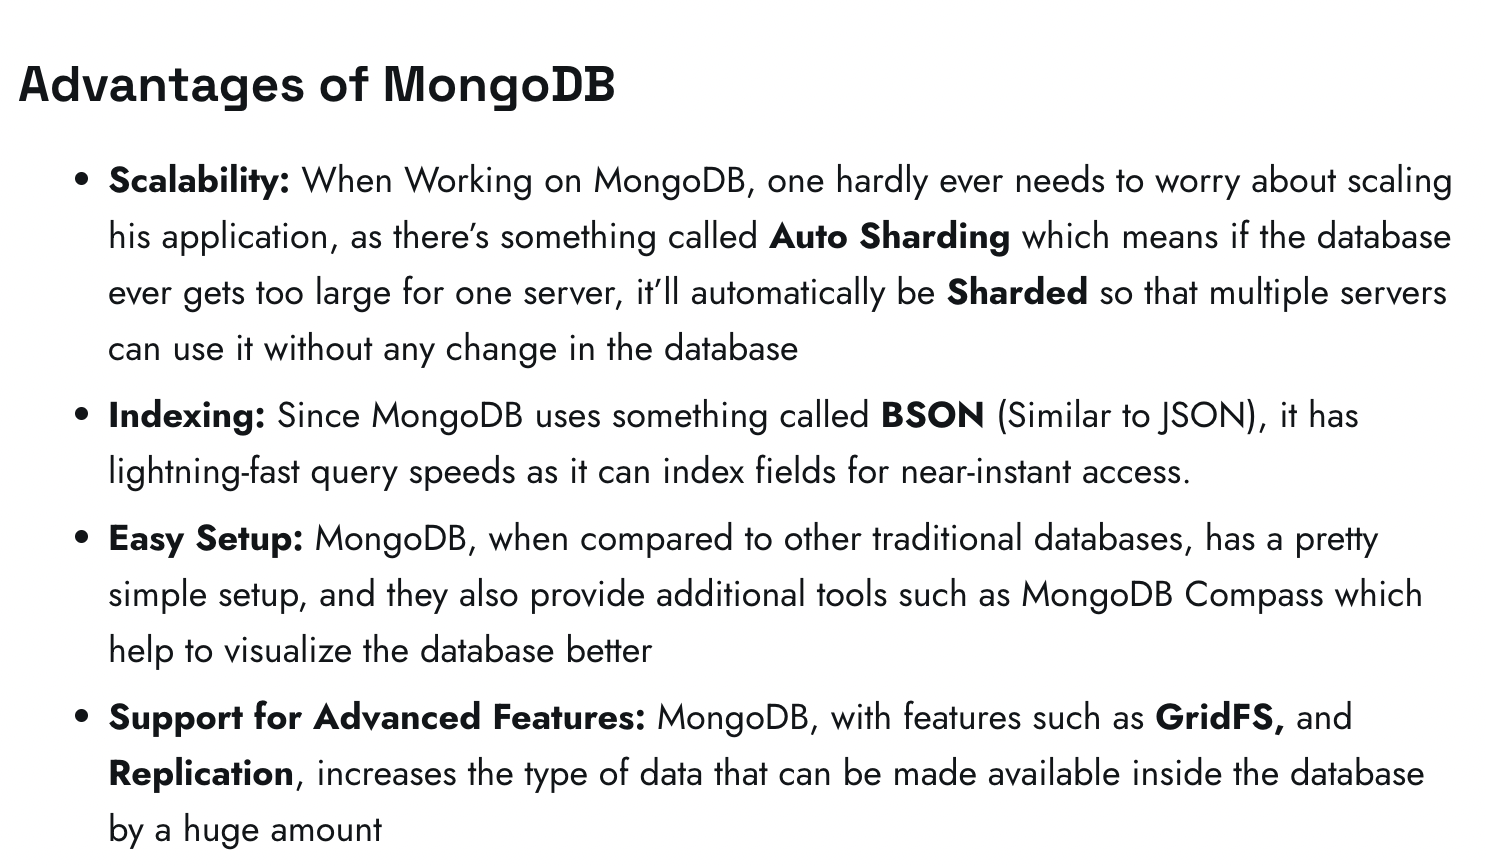 Advantages of MongoDB
• Scalability: When Working on MongoDB, one hardly ever needs to worry about scaling
his application, as there’s something called Auto Sharding which means if the database
ever gets too large for one server, it’ll automatically be Sharded so that multiple servers
can use it without any change in the database
• Indexing: Since MongoDB uses something called BSON (Similar to JSON), it has
lightning-fast query speeds as it can index fields for near-instant access.
• Easy Setup: MongoDB, when compared to other traditional databases, has a pretty
simple setup, and they also provide additional tools such as MongoDB Compass which
help to visualize the database better
• Support for Advanced Features: MongoDB, with features such as GridFS, and
Replication, increases the type of data that can be made available inside the database
by a huge amount